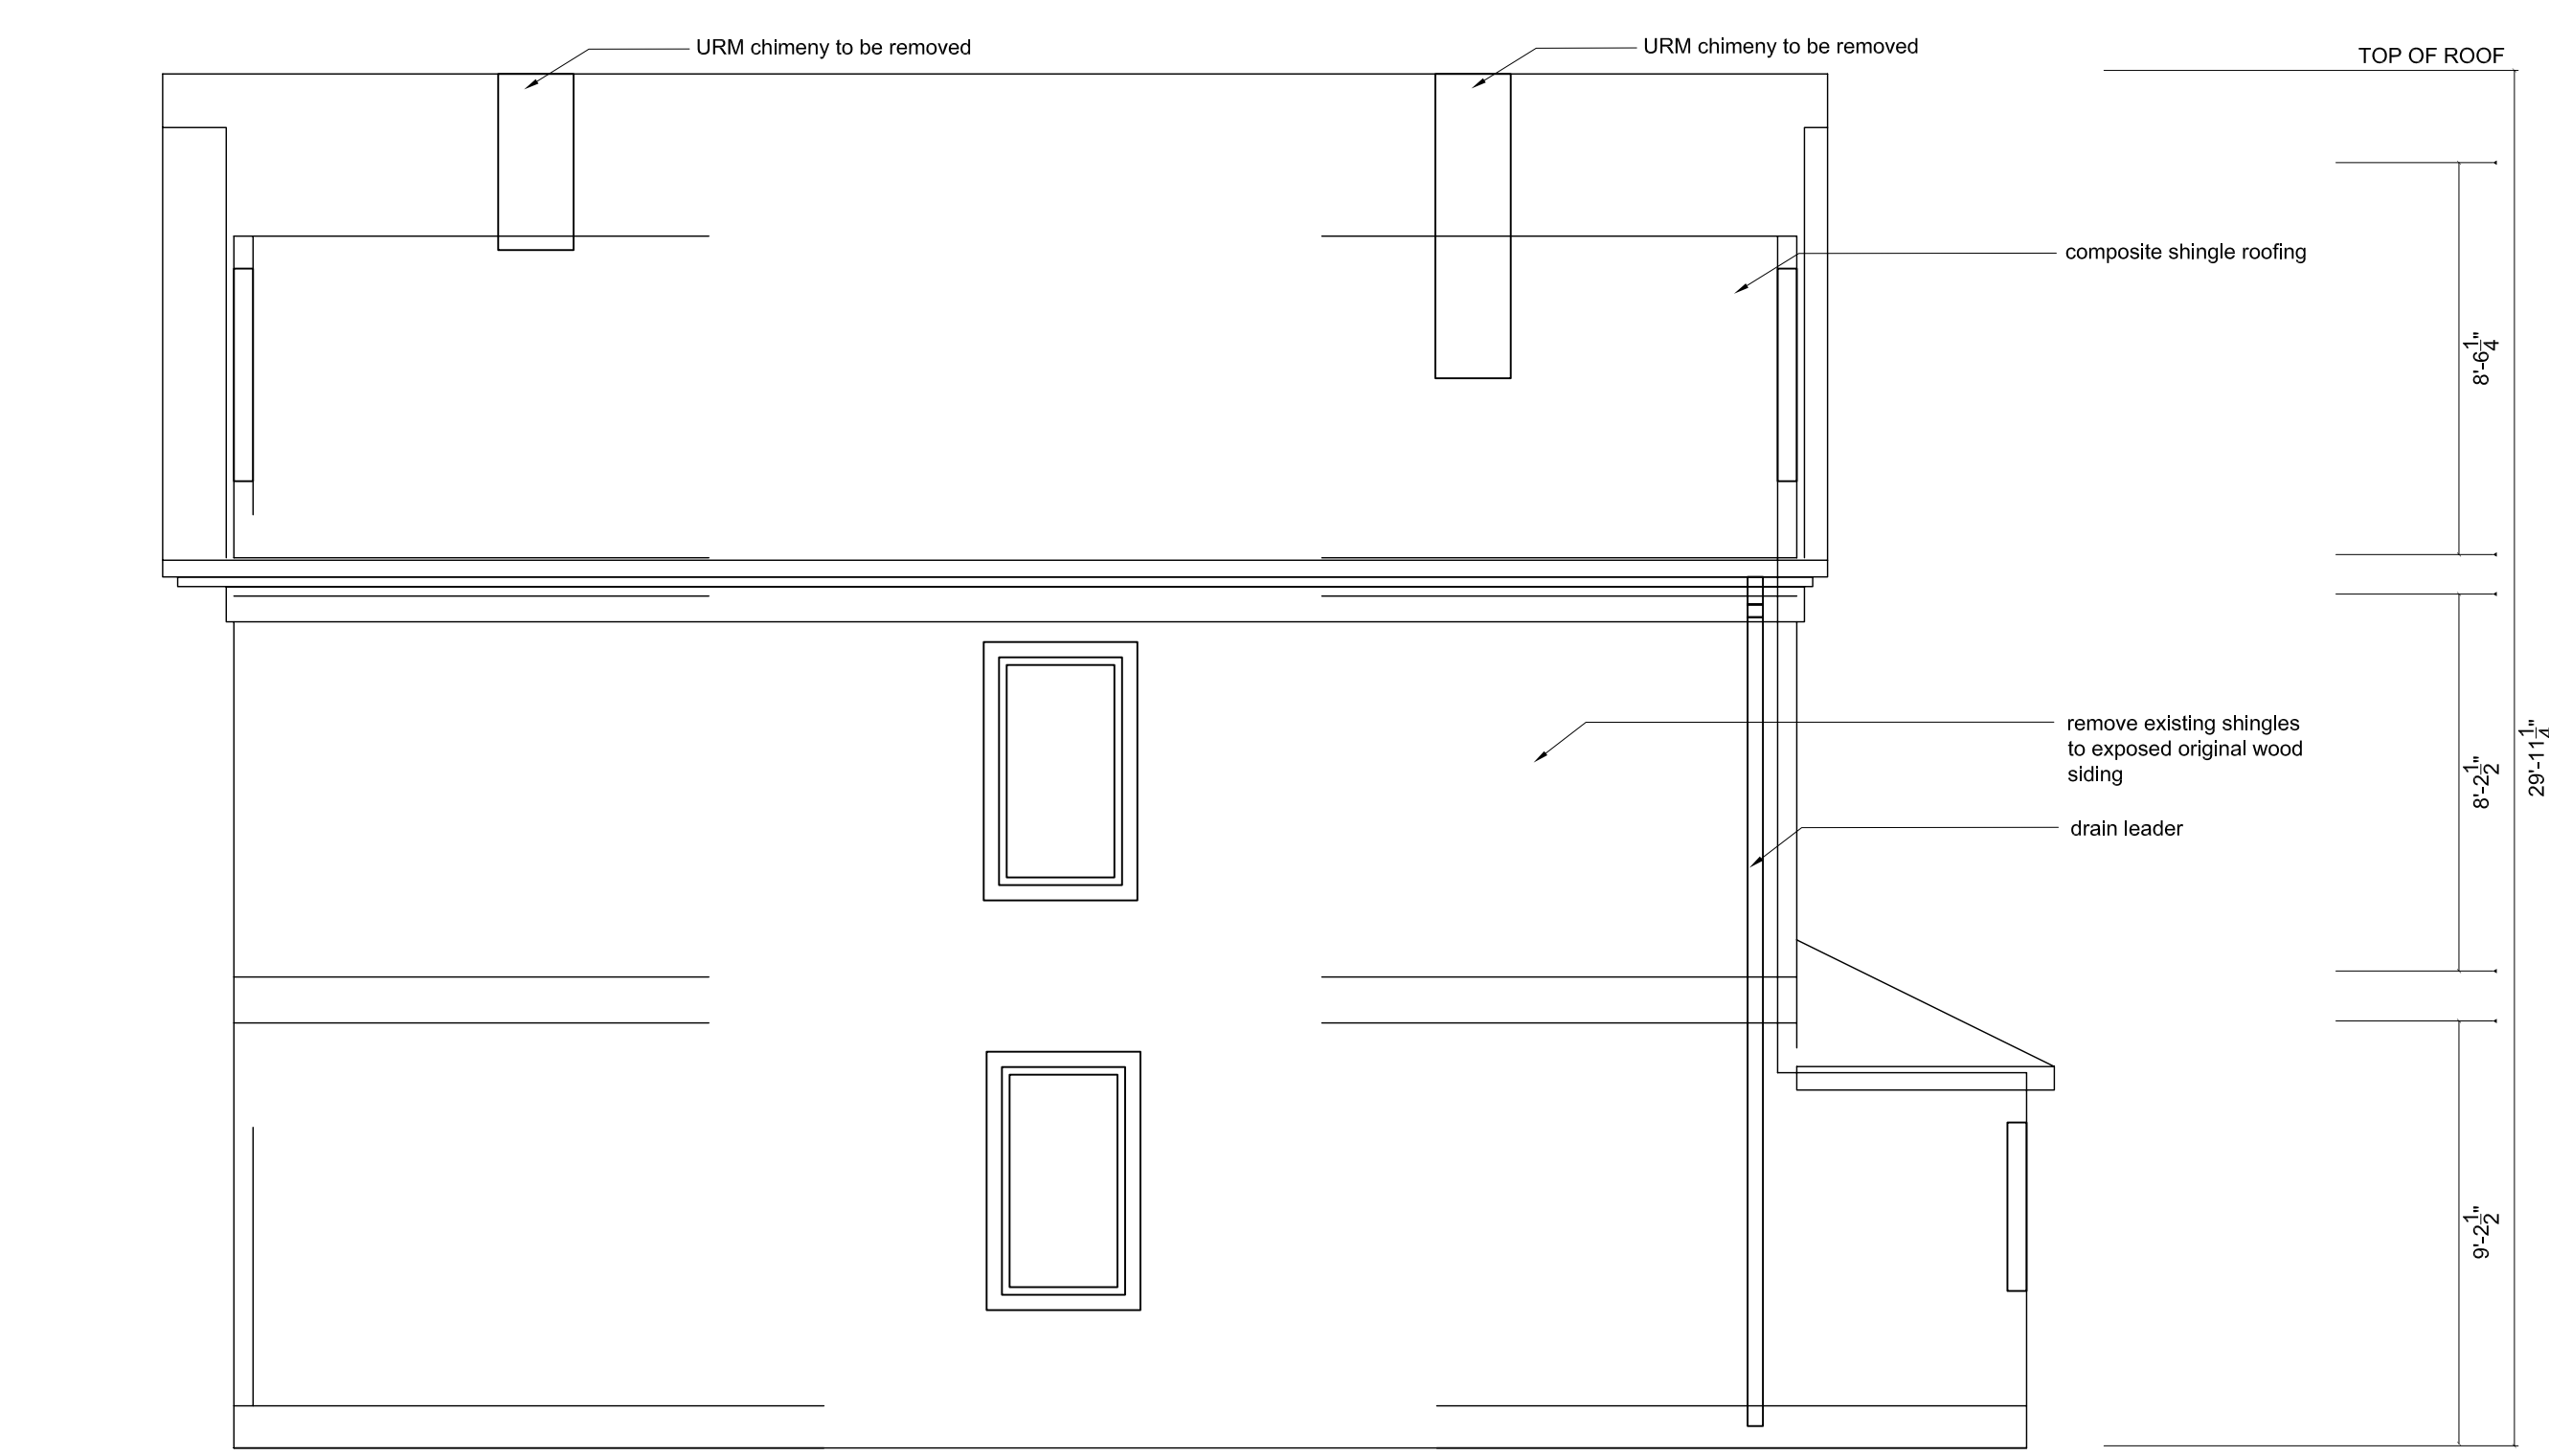 URM chimeny to be removed
URM chimeny to be removed
TOP OF ROOF
composite shingle roofing
8'-6 1/4"
remove existing shingles
to exposed original wood
siding
8'-2 1/2"
29'-11 1/4"
drain leader
9'-2 1/2"